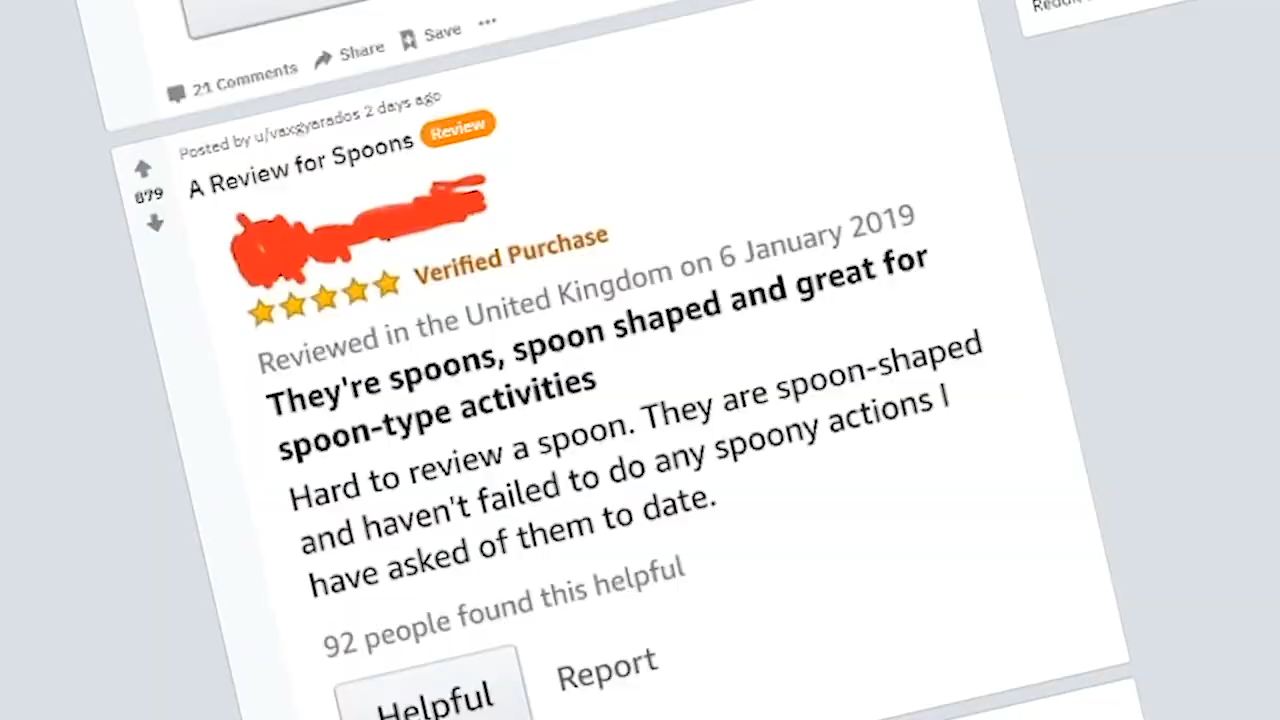 21 Comments Share Save
Posted by u/vaxgyarados 2 days ago
A Review for Spoons Review
879
Verified Purchase
Reviewed in the United Kingdom on 6 January 2019
They're spoons, spoon shaped and great for
spoon-type activities
Hard to review a spoon. They are spoon-shaped
and haven't failed to do any spoony actions I
have asked of them to date.
92 people found this helpful
Helpful Report